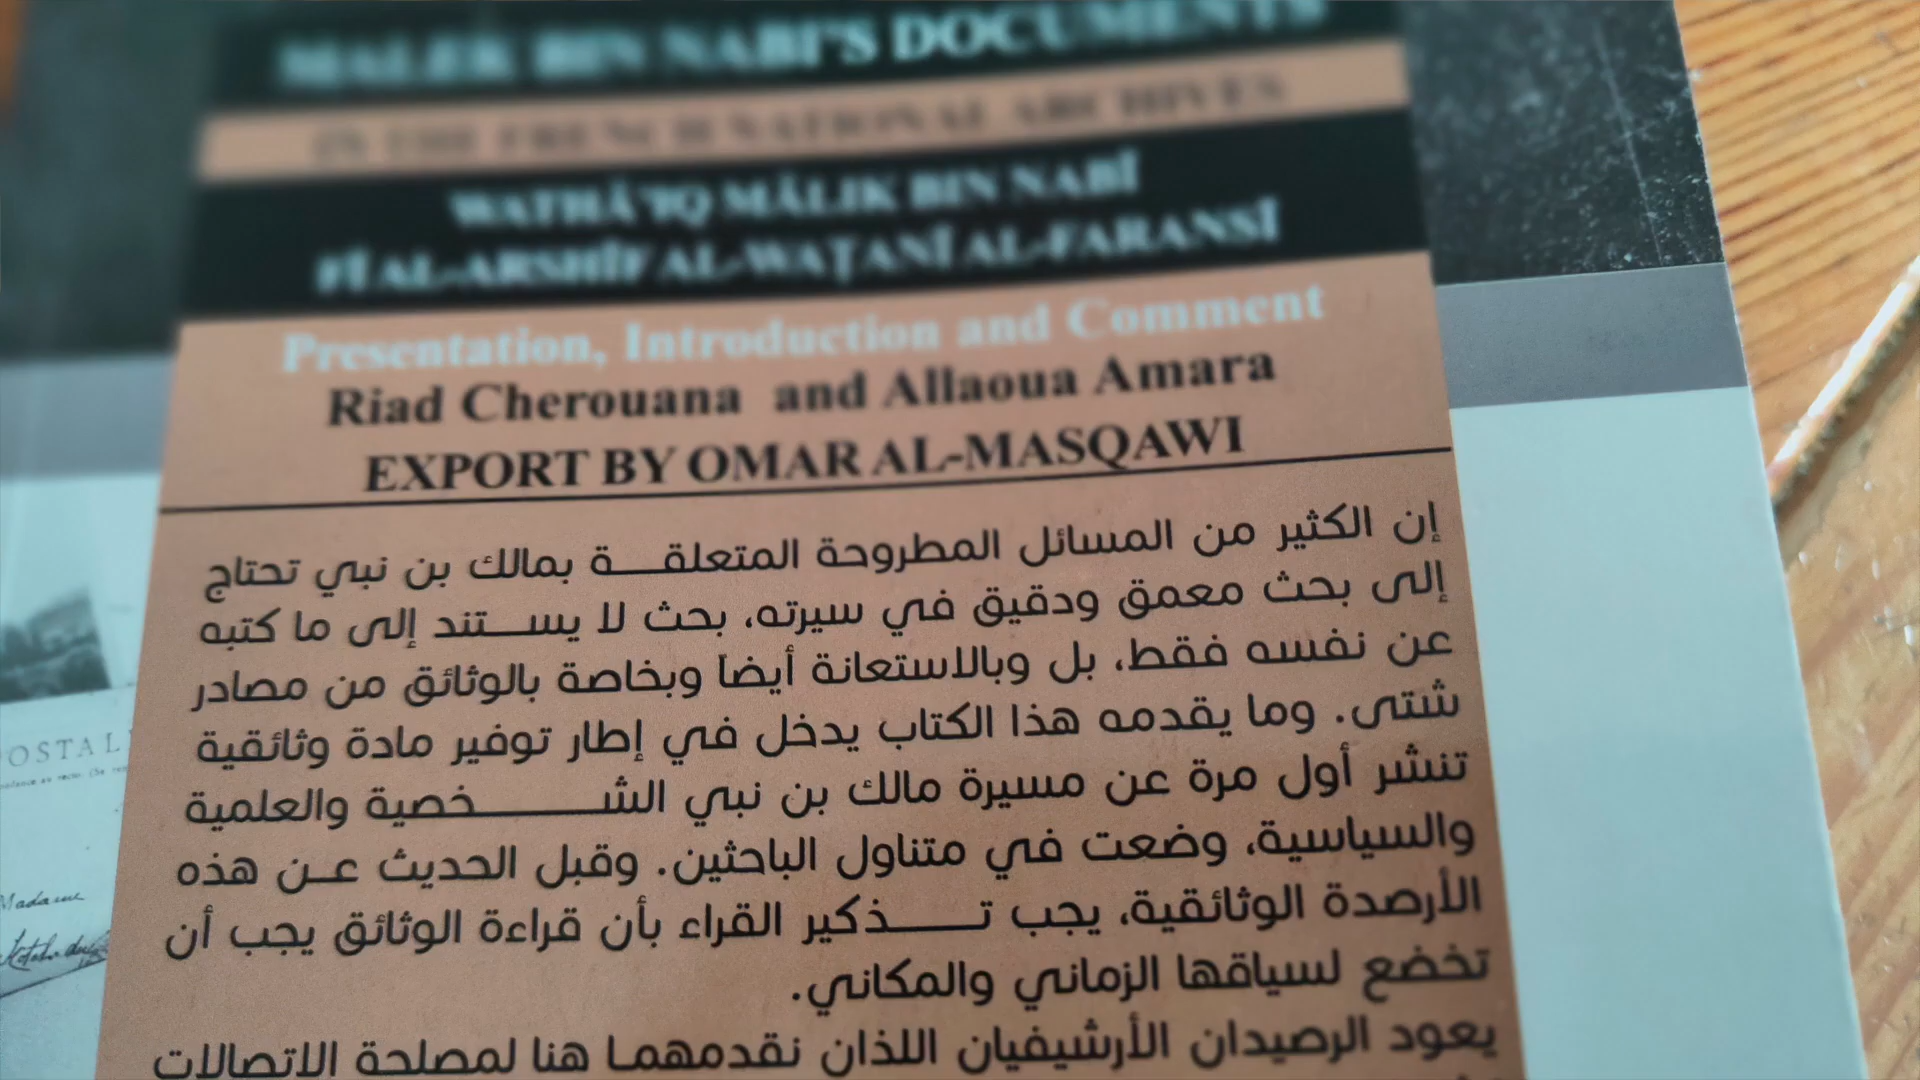 MALEK BIN NABI'S DOCUMENTS
IN THE FRENCH NATIONAL ARCHIVES
WATHĀ'IQ MĀLIK BIN NABĪ
FĪ AL-ARSHĪF AL-WAṬANĪ AL-FARANSĪ
Presentation, Introduction and Comment
Riad Cherouana and Allaoua Amara
EXPORT BY OMAR AL-MASQAWI
إن الكثير من المسائل المطروحة المتعلقـــة بمالك بن نبي تحتاج
إلى بحث معمق ودقيق في سيرته، بحث لا يســـتند إلى ما كتبه
عن نفسه فقط، بل وبالاستعانة أيضاً وبخاصة بالوثائق من مصادر
شتى. وما يقدمه هذا الكتاب يدخل في إطار توفير مادة وثائقية
تنشر أول مرة عن مسيرة مالك بن نبي الشـــــــخصية والعلمية
والسياسية، وضعت في متناول الباحثين. وقبل الحديث عـن هذه
الأرصدة الوثائقية، يجب تـــــذكير القراء بأن قراءة الوثائق يجب أن
تخضع لسياقها الزماني والمكاني.
يعود الرصيدان الأرشيفيان اللذان نقدمهما هنا لمصلحة الاتصالات
OSTAL
Madame